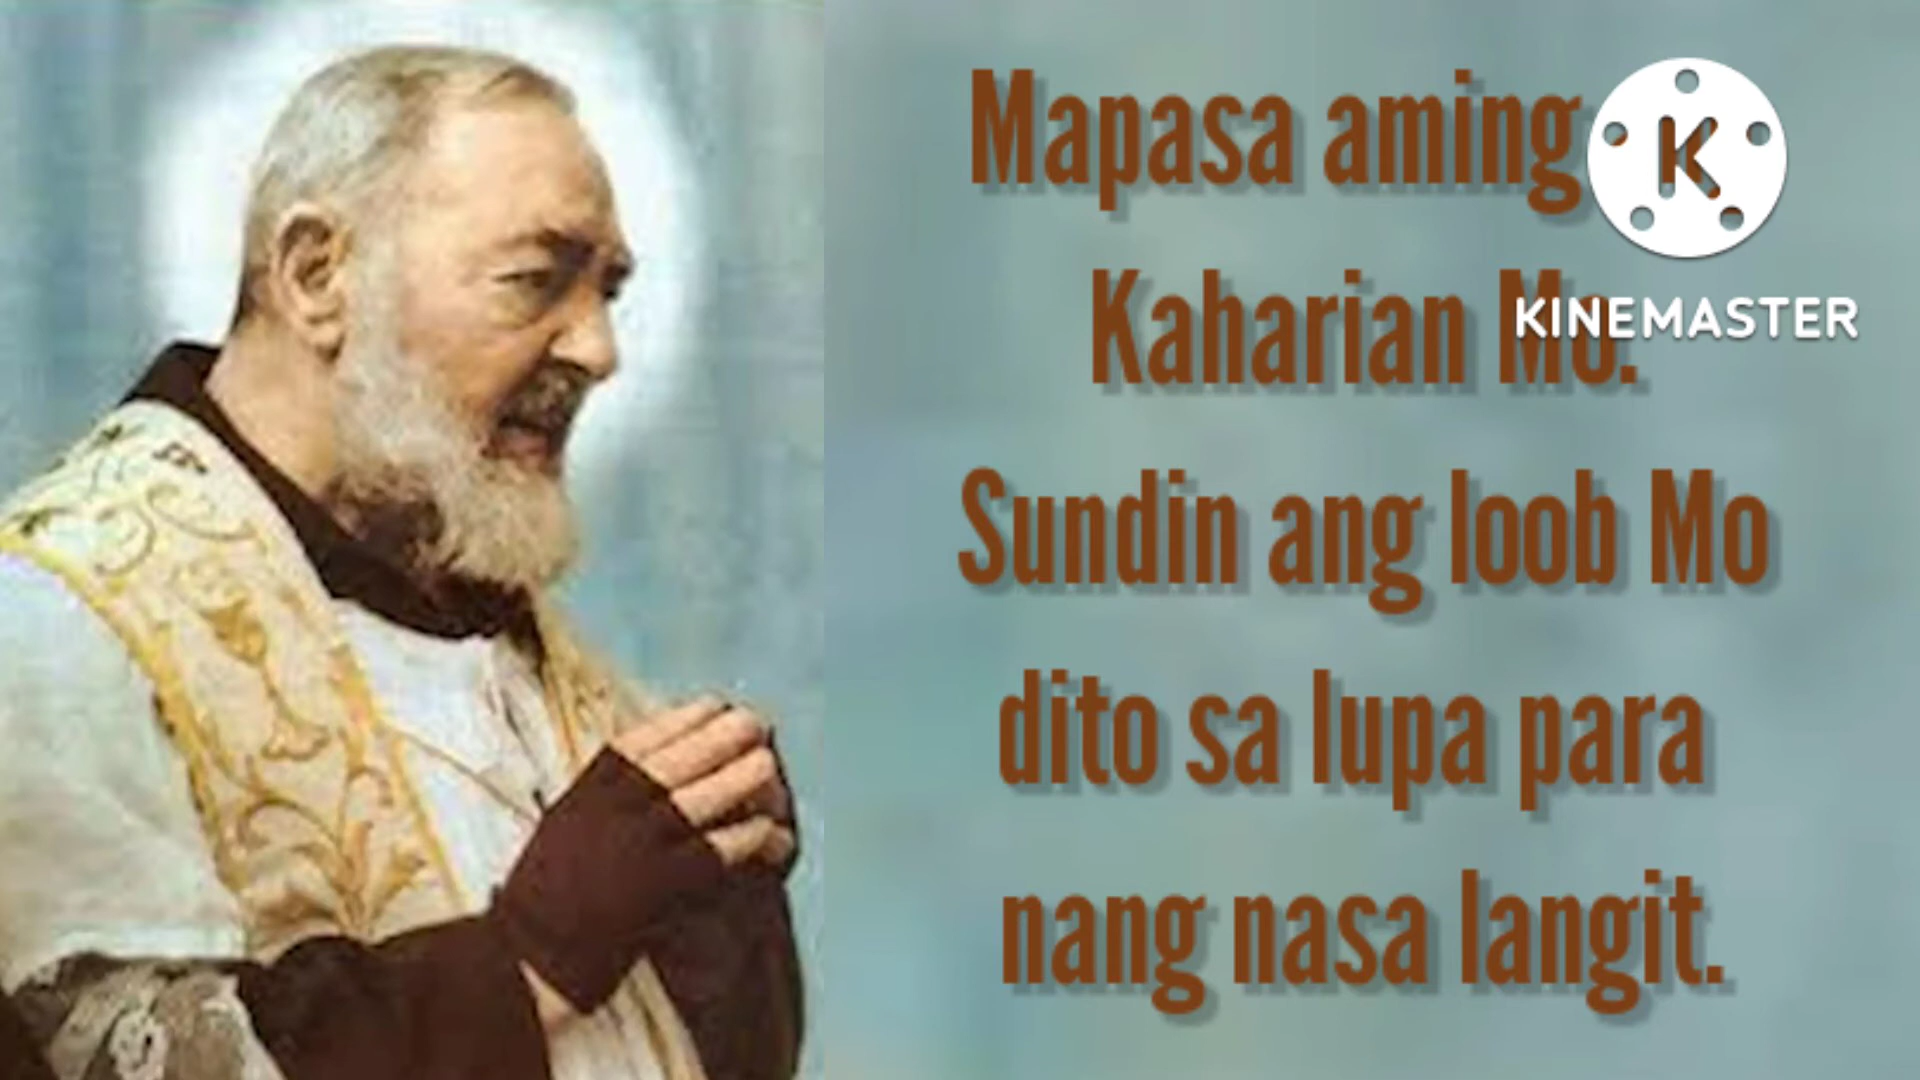 Mapasa aming
Kaharian Mo.
Sundin ang loob Mo
dito sa lupa para
nang nasa langit.
K
KINEMASTER